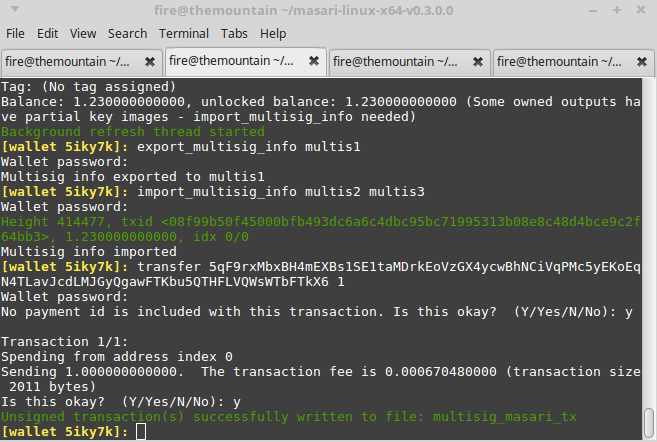 fire@themountain ~/masari-linux-x64-v0.3.0.0
File Edit View Search Terminal Tabs Help
fire@themountain ~/... fire@themountain ~/... fire@themountain ~/... fire@themountain ~/...
Tag: (No tag assigned)
Balance: 1.230000000000, unlocked balance: 1.230000000000 (Some owned outputs ha
ve partial key images - import_multisig_info needed)
Background refresh thread started
[wallet 5iky7k]: export_multisig_info multis1
Wallet password:
Multisig info exported to multis1
[wallet 5iky7k]: import_multisig_info multis2 multis3
Wallet password:
Height 414477, txid <08f99b50f45000bfb493dc6a6c4dbc95bc71995313b08e8c48d4bce9c2f
64bb3>, 1.230000000000, idx 0/0
Multisig info imported
[wallet 5iky7k]: transfer 5qF9rxMbxBH4mEXBs1SE1taMDrkEoVzGX4ycwBhNCiVqPMc5yEKoEq
N4TLavJcdLMJGyQgawFTKbu5QTHFLVQWsWTbFTkX6 1
Wallet password:
No payment id is included with this transaction. Is this okay?  (Y/Yes/N/No): y
Transaction 1/1:
Spending from address index 0
Sending 1.000000000000.  The transaction fee is 0.000670480000 (transaction size
 2011 bytes)
Is this okay?  (Y/Yes/N/No): y
Unsigned transaction(s) successfully written to file: multisig_masari_tx
[wallet 5iky7k]: